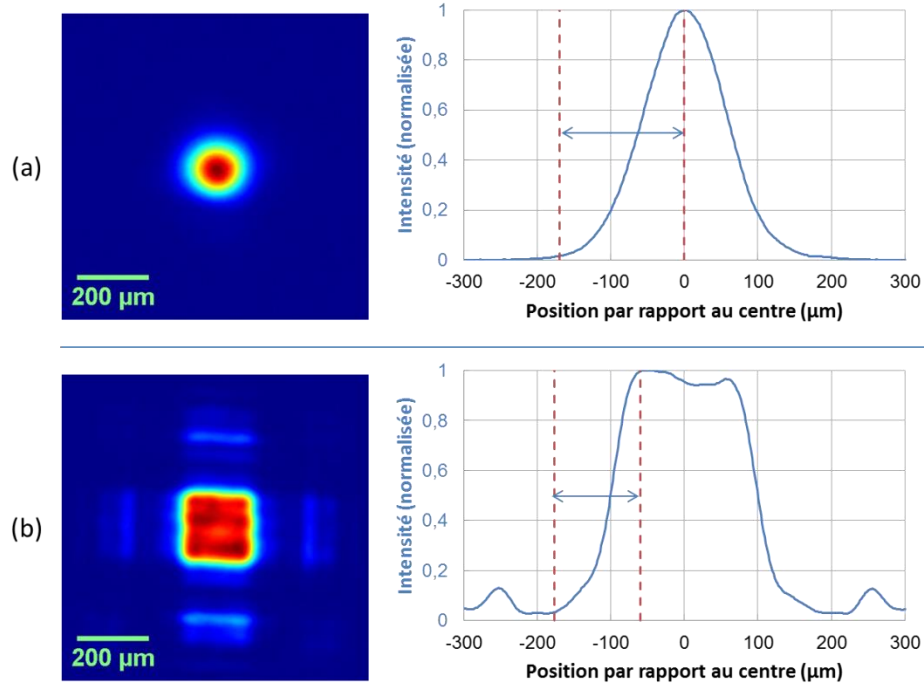 (a)
200 µm
Intensité (normalisée)
1
0,8
0,6
0,4
0,2
0
-300 -200 -100 0 100 200 300
Position par rapport au centre (µm)
(b)
200 µm
Intensité (normalisée)
1
0,8
0,6
0,4
0,2
0
-300 -200 -100 0 100 200 300
Position par rapport au centre (µm)